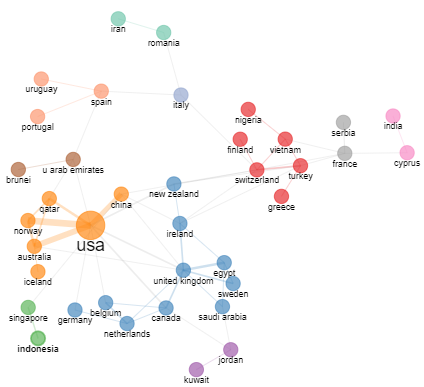 iran
romania
uruguay
spain
italy
portugal
nigeria
serbia
india
finland
vietnam
france
cyprus
brunei
u arab emirates
switzerland
turkey
new zealand
qatar
china
greece
norway
usa
ireland
australia
iceland
united kingdom
egypt
sweden
singapore
germany
belgium
canada
saudi arabia
netherlands
indonesia
jordan
kuwait